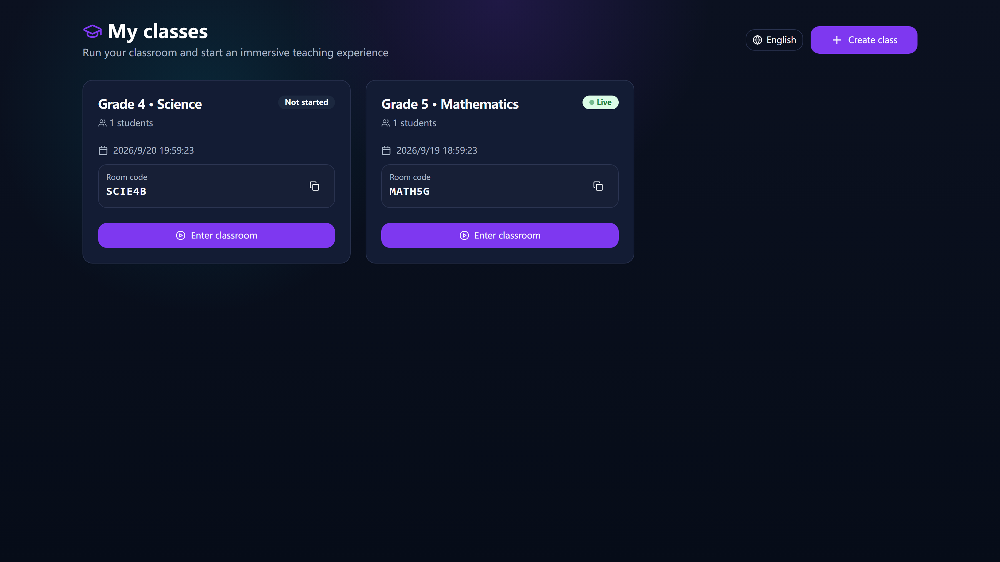 My classes
Run your classroom and start an immersive teaching experience
English
Create class
Grade 4 • Science
Not started
1 students
2026/9/20 19:59:23
Room code
SCIE4B
Enter classroom
Grade 5 • Mathematics
Live
1 students
2026/9/19 18:59:23
Room code
MATH5G
Enter classroom